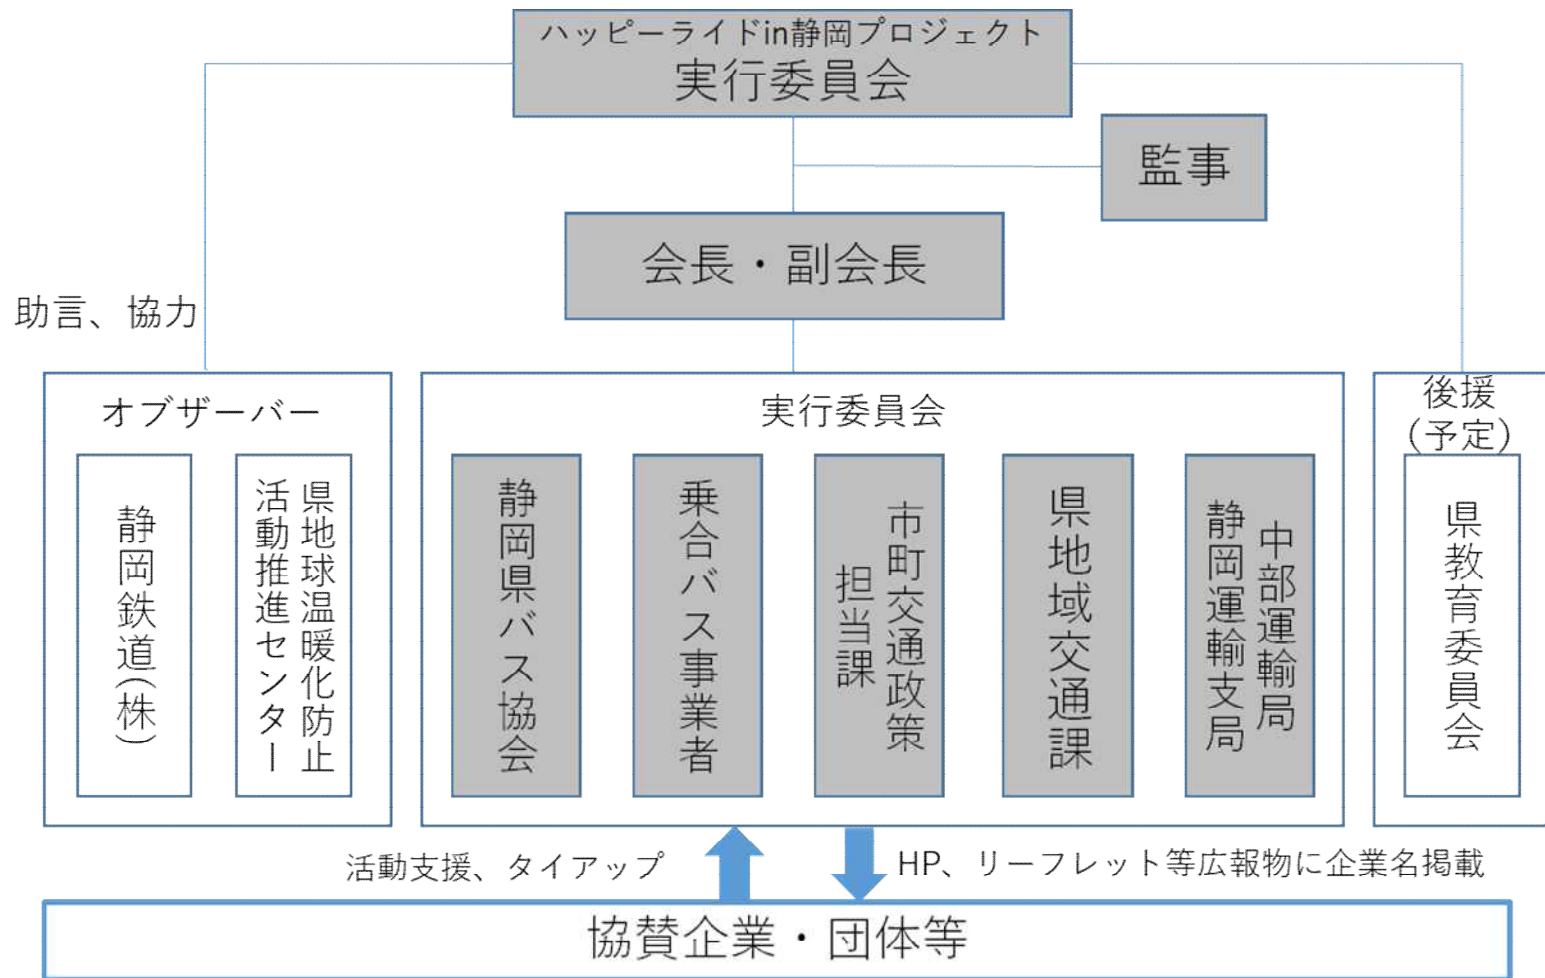 ハッピーライドin静岡プロジェクト
実行委員会
監事
会長・副会長
助言、協力
オブザーバー
静岡鉄道(株)
県地球温暖化防止
活動推進センター
実行委員会
静岡県バス協会
乗合バス事業者
市町交通政策
担当課
県地域交通課
中部運輸局
静岡運輸支局
後援
(予定)
県教育委員会
活動支援、タイアップ
HP、リーフレット等広報物に企業名掲載
協賛企業・団体等